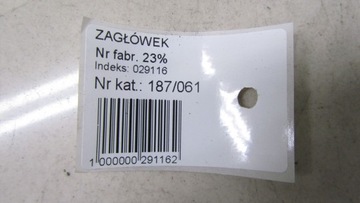 ZAGŁÓWEK
Nr fabr. 23%
Indeks: 029116
Nr kat.: 187/061
1 000000 291162